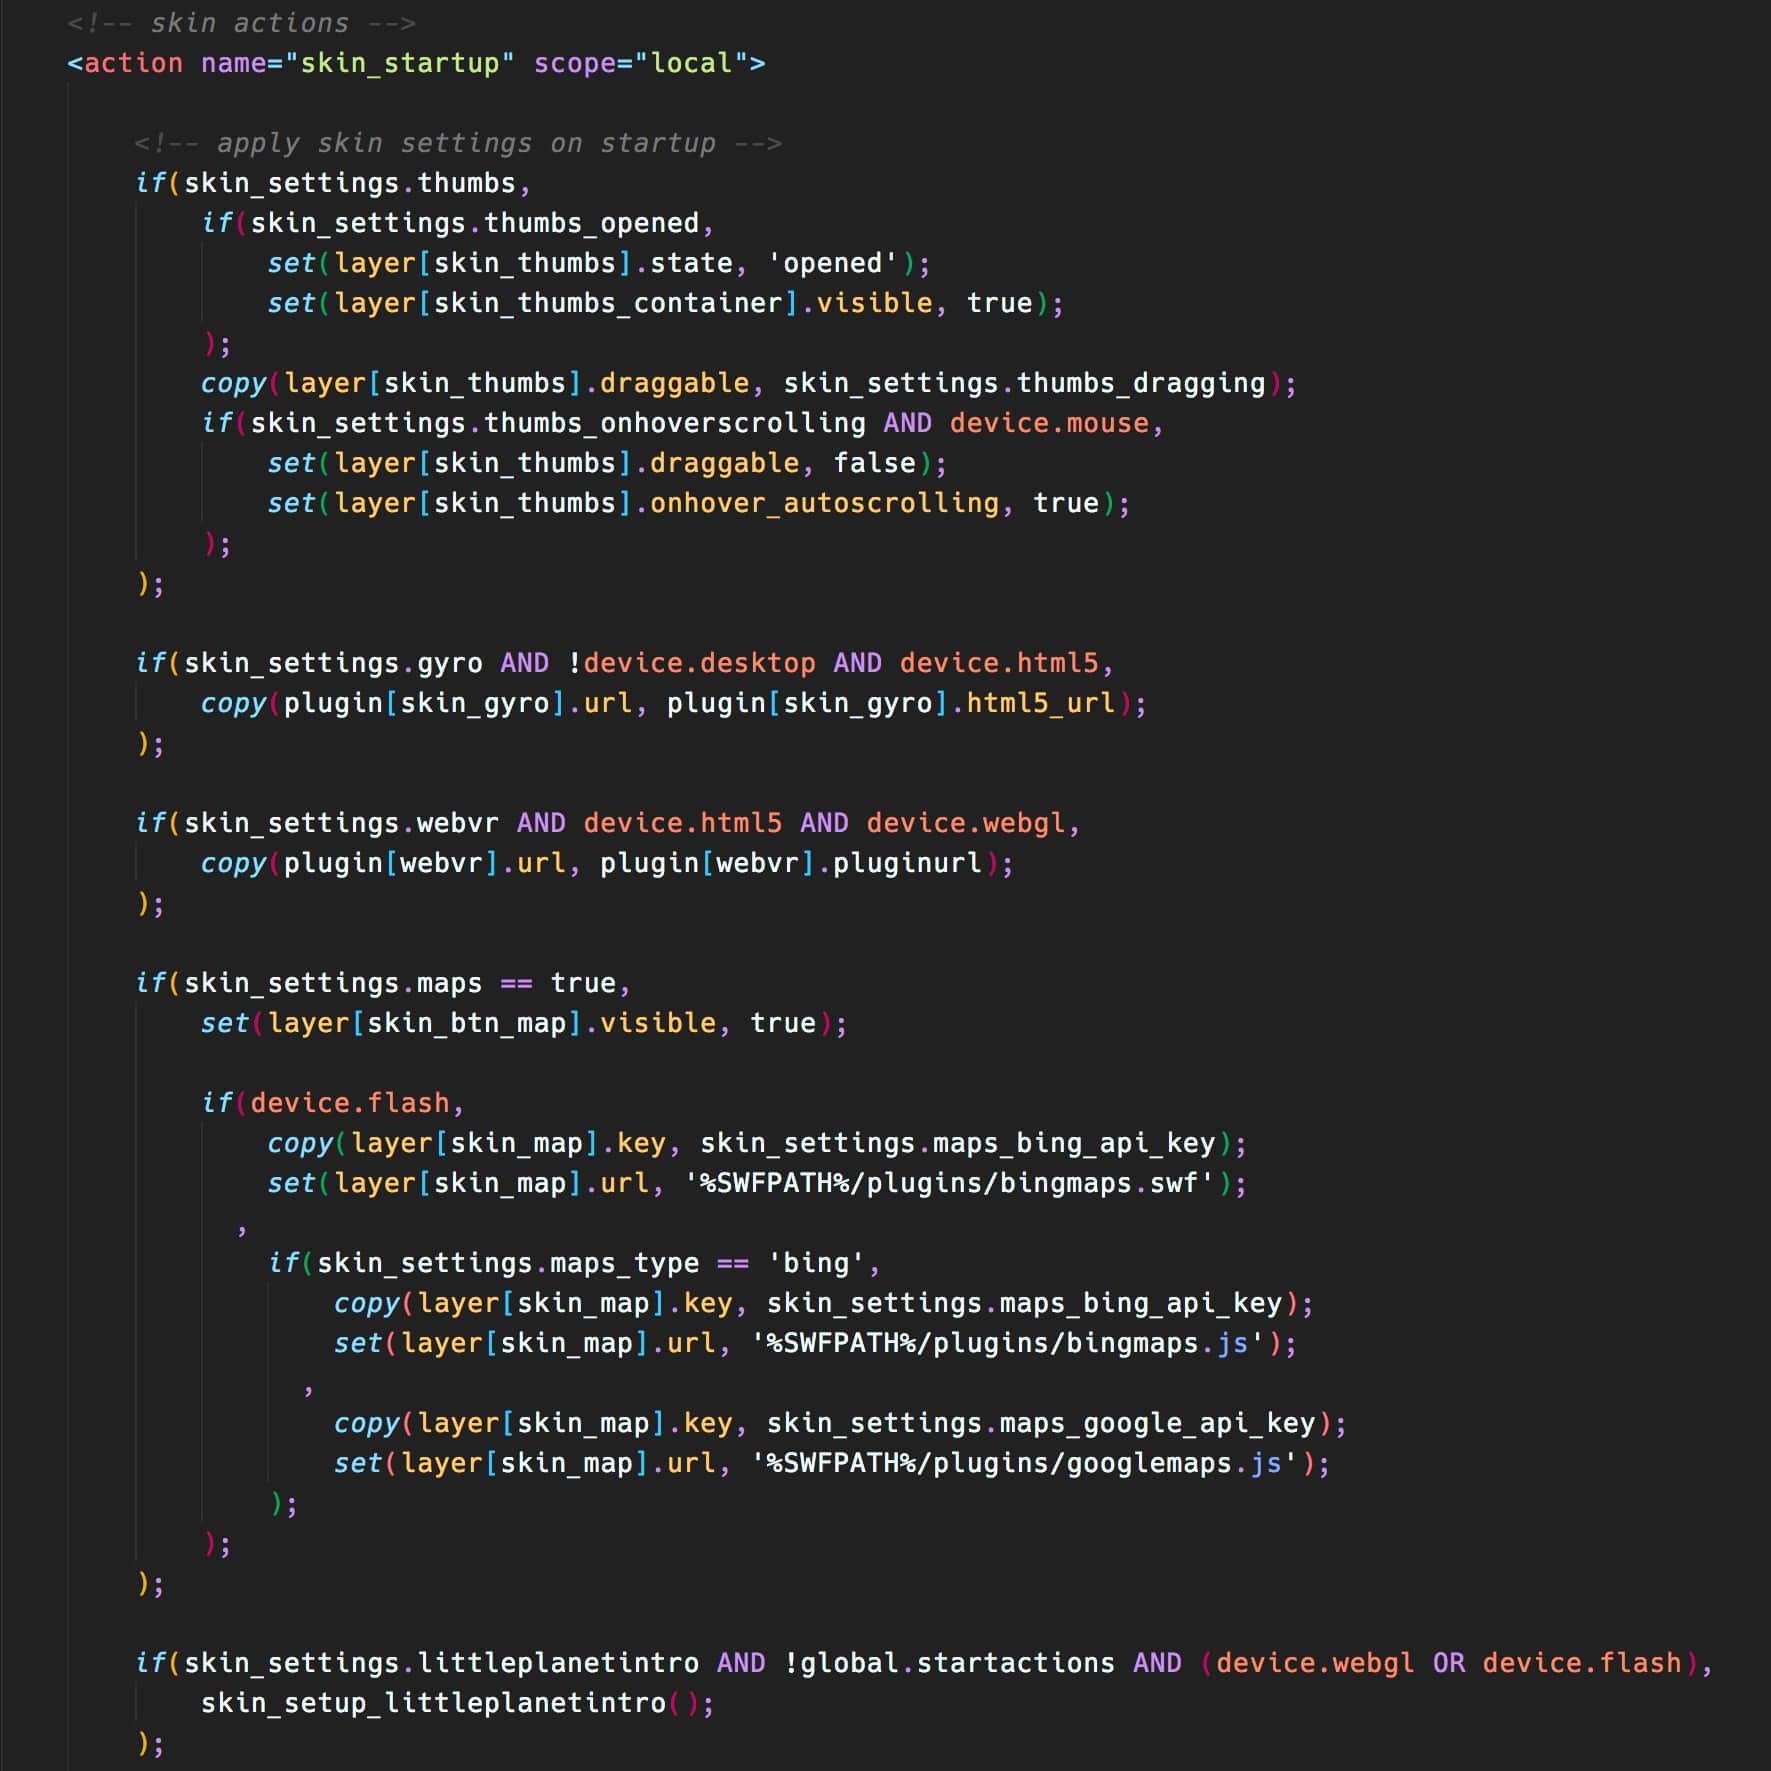 <!-- skin actions -->
<action name="skin_startup" scope="local">
<!-- apply skin settings on startup -->
if(skin_settings.thumbs,
if(skin_settings.thumbs_opened,
set(layer[skin_thumbs].state, 'opened');
set(layer[skin_thumbs_container].visible, true);
);
copy(layer[skin_thumbs].draggable, skin_settings.thumbs_dragging);
if(skin_settings.thumbs_onhoverscrolling AND device.mouse,
set(layer[skin_thumbs].draggable, false);
set(layer[skin_thumbs].onhover_autoscrolling, true);
);
);
if(skin_settings.gyro AND !device.desktop AND device.html5,
copy(plugin[skin_gyro].url, plugin[skin_gyro].html5_url);
);
if(skin_settings.webvr AND device.html5 AND device.webgl,
copy(plugin[webvr].url, plugin[webvr].pluginurl);
);
if(skin_settings.maps == true,
set(layer[skin_btn_map].visible, true);
if(device.flash,
copy(layer[skin_map].key, skin_settings.maps_bing_api_key);
set(layer[skin_map].url, '%SWFPATH%/plugins/bingmaps.swf');
,
if(skin_settings.maps_type == 'bing',
copy(layer[skin_map].key, skin_settings.maps_bing_api_key);
set(layer[skin_map].url, '%SWFPATH%/plugins/bingmaps.js');
,
copy(layer[skin_map].key, skin_settings.maps_google_api_key);
set(layer[skin_map].url, '%SWFPATH%/plugins/googlemaps.js');
);
);
);
if(skin_settings.littleplanetintro AND !global.startactions AND (device.webgl OR device.flash),
skin_setup_littleplanetintro();
);